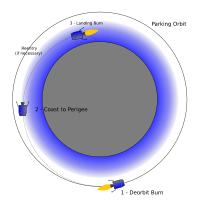 3 - Landing Burn
Parking Orbit
Reentry
(if necessary)
2 - Coast to Perigee
1 - Deorbit Burn